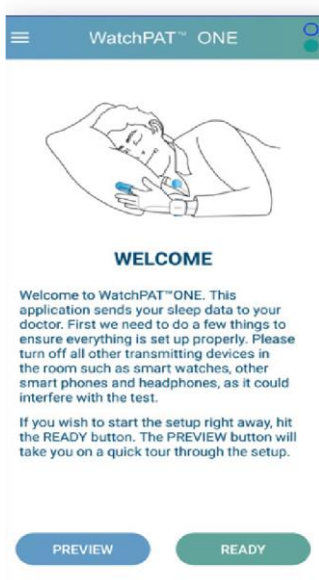 WatchPAT™ ONE
WELCOME
Welcome to WatchPAT™ONE. This
application sends your sleep data to your
doctor. First we need to do a few things to
ensure everything is set up properly. Please
turn off all other transmitting devices in
the room such as smart watches, other
smart phones and headphones, as it could
interfere with the test.
If you wish to start the setup right away, hit
the READY button. The PREVIEW button will
take you on a quick tour through the setup.
PREVIEW
READY